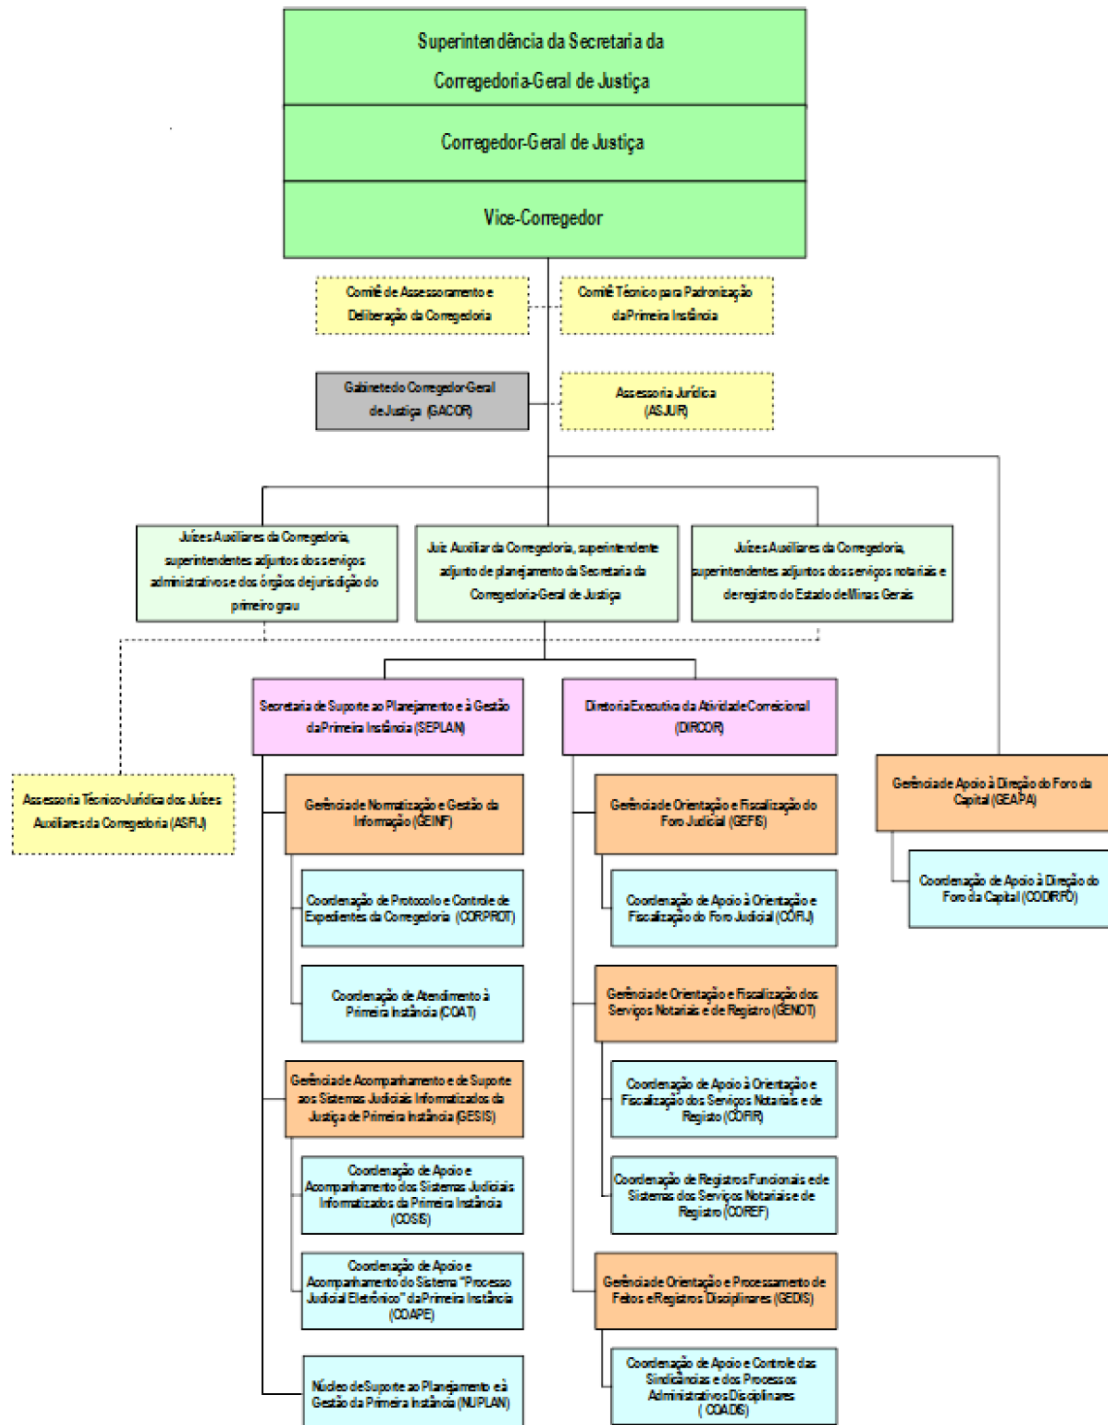 Superintendência da Secretaria da
Corregedoria-Geral de Justiça
Corregedor-Geral de Justiça
Vice-Corregedor
Comitê de Assessoramento e
Deliberação da Corregedoria
Comitê Técnico para Padronização
da Primeira Instância
Gabinete do Corregedor-Geral
de Justiça (GACOR)
Assessoria Jurídica
(ASJUR)
Juízes Auxiliares da Corregedoria,
superintendentes adjuntos dos serviços
administrativos e dos órgãos de jurisdição do
primeiro grau
Juiz Auxiliar da Corregedoria, superintendente
adjunto de planejamento da Secretaria da
Corregedoria-Geral de Justiça
Juízes Auxiliares da Corregedoria,
superintendentes adjuntos dos serviços notariais e
de registro do Estado de Minas Gerais
Secretaria de Suporte ao Planejamento e à Gestão
da Primeira Instância (SEPLAN)
Diretoria Executiva da Atividade Correicional
(DIRCOR)
Assessoria Técnico-Jurídica dos Juízes
Auxiliares da Corregedoria (ASFIJ)
Gerência de Normatização e Gestão da
Informação (GEINF)
Gerência de Orientação e Fiscalização do
Foro Judicial (GEFIS)
Gerência de Apoio à Direção do Foro da
Capital (GEAPA)
Coordenação de Protocolo e Controle de
Expedientes da Corregedoria (CORPROT)
Coordenação de Apoio à Orientação e
Fiscalização do Foro Judicial (COFIJ)
Coordenação de Apoio à Direção do
Foro da Capital (CODIRFO)
Coordenação de Atendimento à
Primeira Instância (COAT)
Gerência de Orientação e Fiscalização dos
Serviços Notariais e de Registro (GENOT)
Gerência de Acompanhamento e de Suporte
aos Sistemas Judiciais Informatizados da
Justiça de Primeira Instância (GESIS)
Coordenação de Apoio à Orientação e
Fiscalização dos Serviços Notariais e de
Registo (COFIR)
Coordenação de Apoio e
Acompanhamento dos Sistemas Judiciais
Informatizados da Primeira Instância
(COSIS)
Coordenação de Registros Funcionais e de
Sistemas dos Serviços Notariais e de
Registro (COREF)
Coordenação de Apoio e
Acompanhamento do Sistema "Processo
Judicial Eletrônico" da Primeira Instância
(COAPE)
Gerência de Orientação e Processamento de
Feitos e Registros Disciplinares (GEDIS)
Núcleo de Suporte ao Planejamento e à
Gestão da Primeira Instância (NUPLAN)
Coordenação de Apoio e Controle das
Sindicâncias e dos Processos
Administrativos Disciplinares
( COADIS)